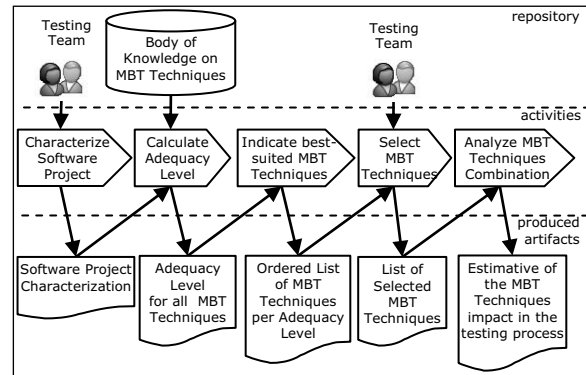 repository
Testing
Team
Body of
Knowledge on
MBT Techniques
Testing
Team
activities
Characterize
Software
Project
Calculate
Adequacy
Level
Indicate best-
suited MBT
Techniques
Select
MBT
Techniques
Analyze MBT
Techniques
Combination
produced
artifacts
Software Project
Characterization
Adequacy
Level
for all MBT
Techniques
Ordered List
of MBT
Techniques
per Adequacy
Level
List of
Selected
MBT
Techniques
Estimative of
the MBT
Techniques
impact in the
testing process